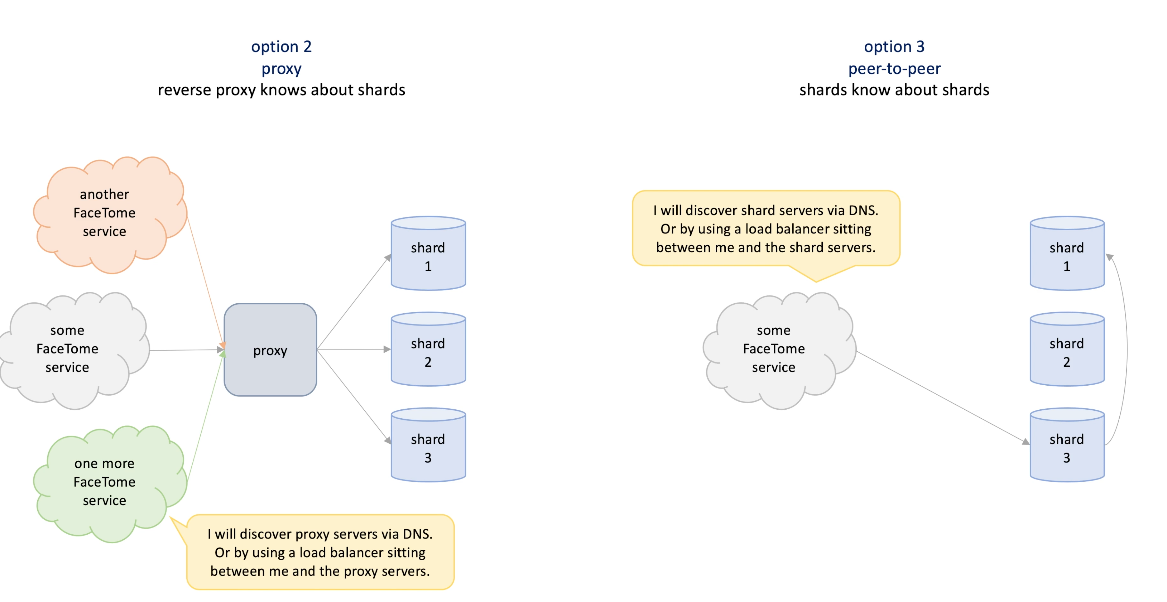 option 2
proxy
reverse proxy knows about shards
another
FaceTome
service
some
FaceTome
service
one more
FaceTome
service
proxy
shard
1
shard
2
shard
3
I will discover proxy servers via DNS.
Or by using a load balancer sitting
between me and the proxy servers.
option 3
peer-to-peer
shards know about shards
I will discover shard servers via DNS.
Or by using a load balancer sitting
between me and the shard servers.
some
FaceTome
service
shard
1
shard
2
shard
3